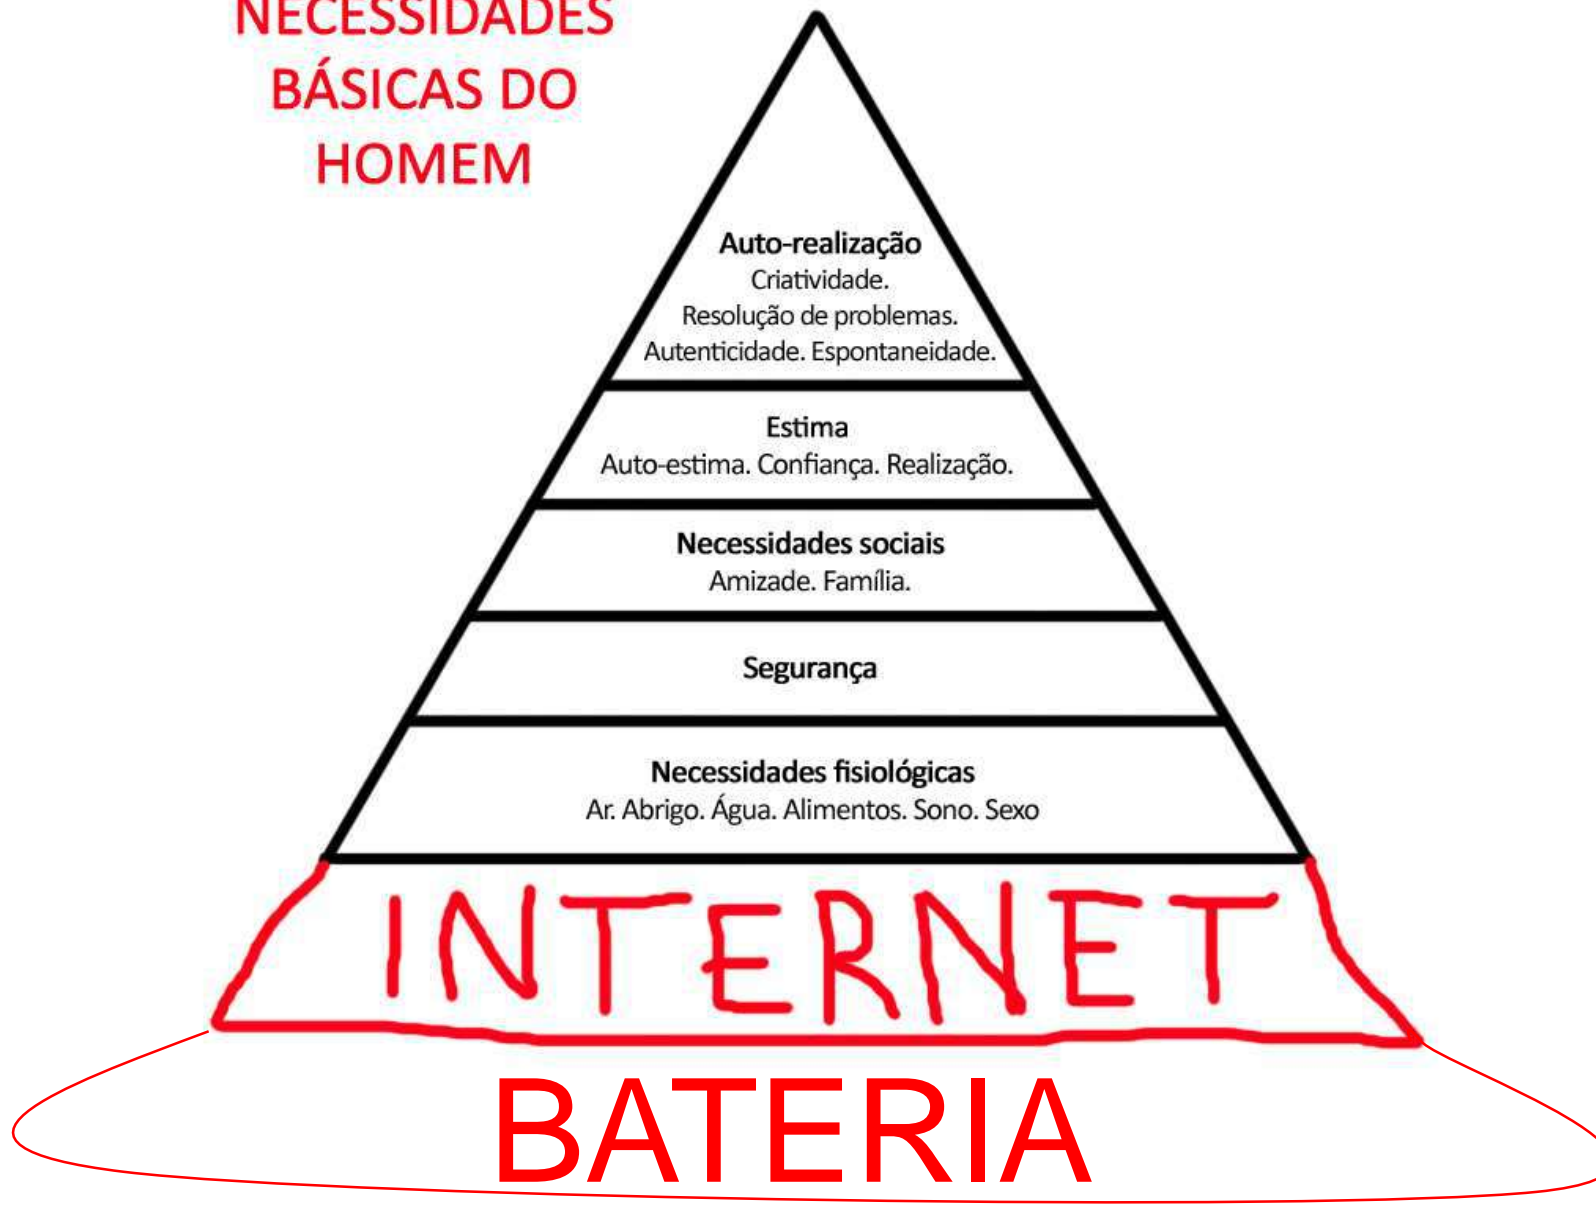 NECESSIDADES
BÁSICAS DO
HOMEM
Auto-realização
Criatividade.
Resolução de problemas.
Autenticidade. Espontaneidade.
Estima
Auto-estima. Confiança. Realização.
Necessidades sociais
Amizade. Família.
Segurança
Necessidades fisiológicas
Ar. Abrigo. Água. Alimentos. Sono. Sexo
INTERNET
BATERIA